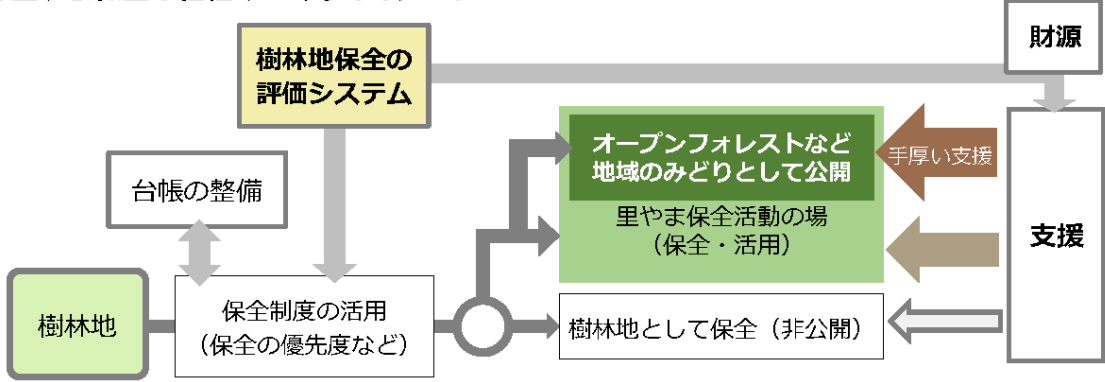 財源
樹林地保全の
評価システム
オープンフォレストなど
地域のみどりとして公開
手厚い支援
台帳の整備
里やま保全活動の場
（保全・活用）
支援
樹林地
保全制度の活用
（保全の優先度など）
樹林地として保全（非公開）